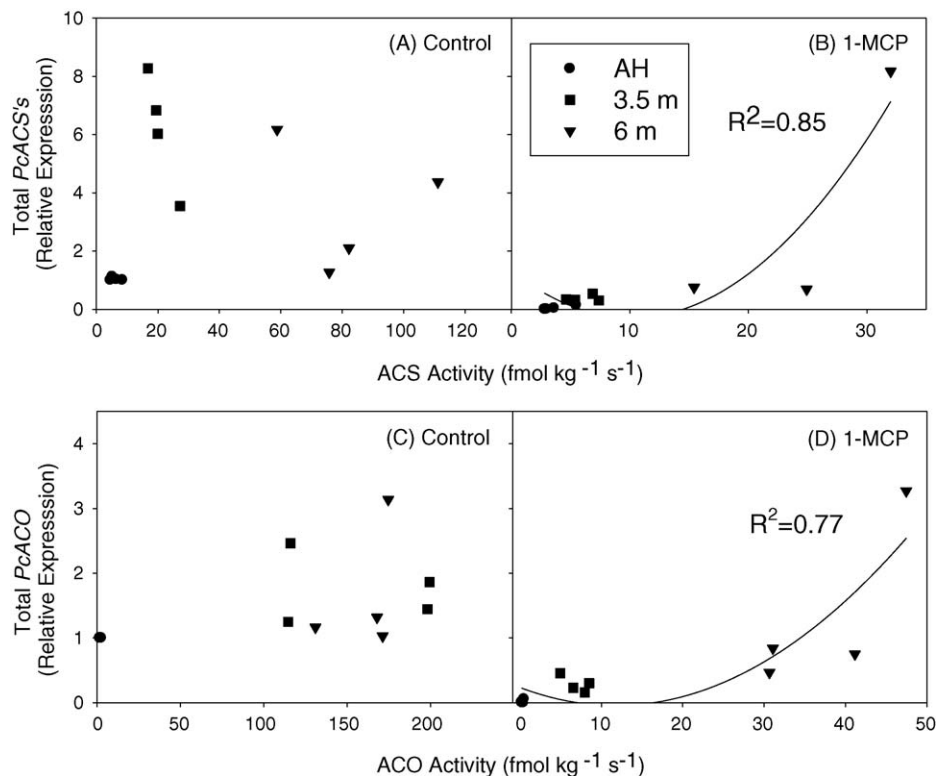 (A) Control
(B) 1-MCP
Total PcACS's
(Relative Expresssion)
10
8
6
4
2
0
AH
3.5 m
6 m
R²=0.85
0 20 40 60 80 100 120 0 10 20 30
ACS Activity (fmol kg ⁻¹ s⁻¹)
(C) Control
(D) 1-MCP
Total PcACO
(Relative Expresssion)
4
3
2
1
0
R²=0.77
0 50 100 150 200 0 10 20 30 40 50
ACO Activity (fmol kg ⁻¹ s⁻¹)